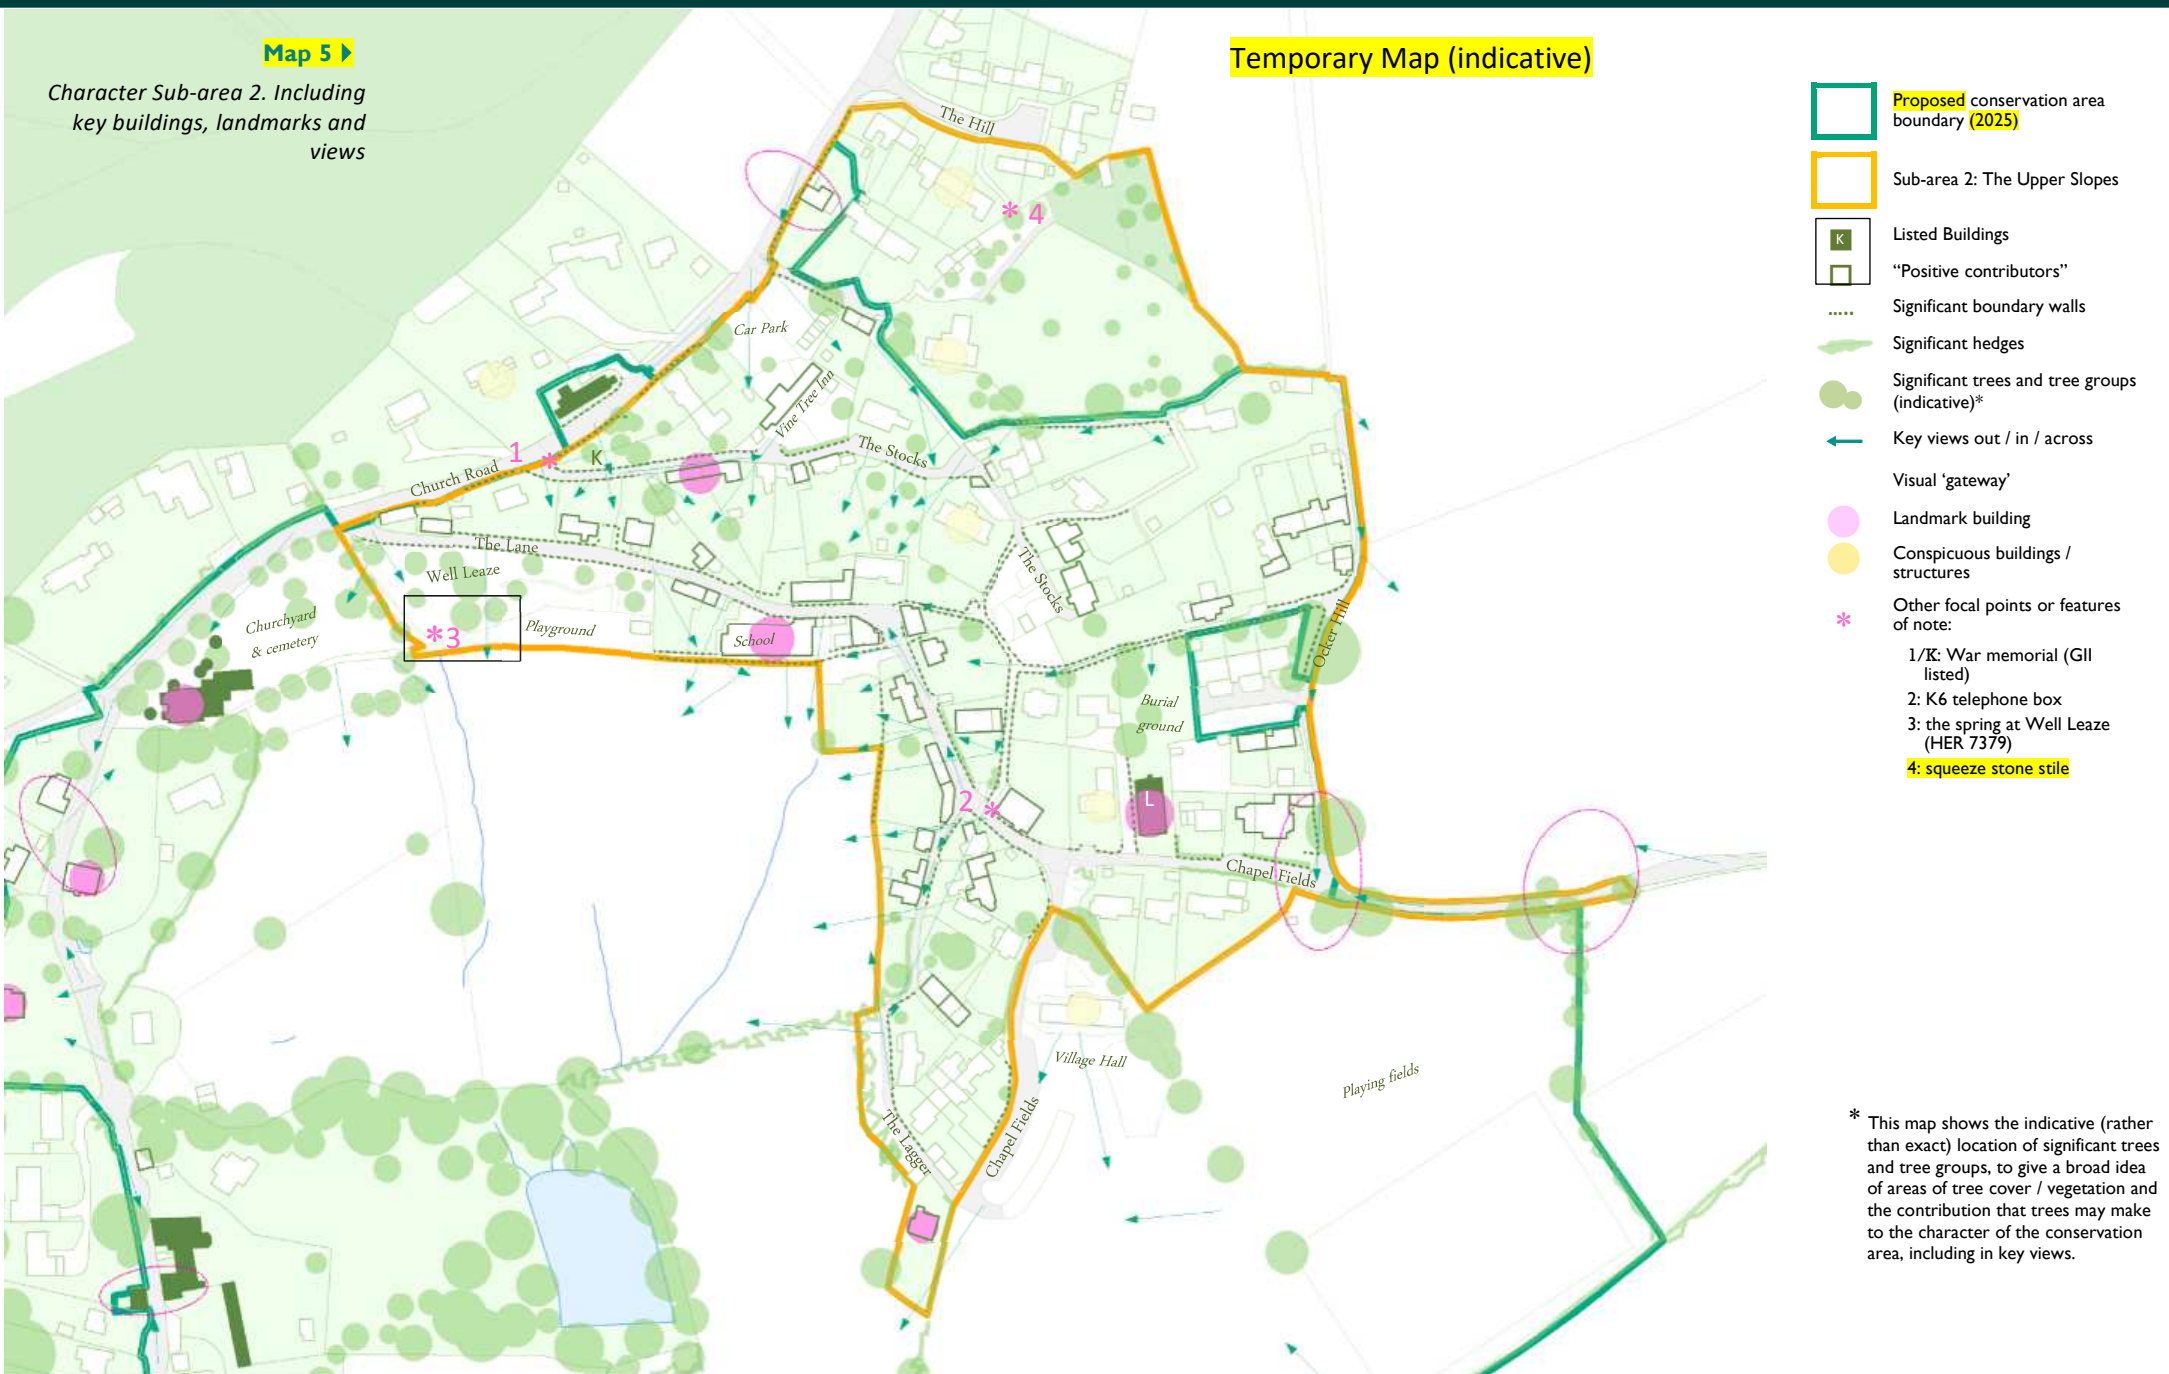 Map 5
Character Sub-area 2. Including
key buildings, landmarks and
views
Temporary Map (indicative)
The Hill
4
Car Park
Vine Tree Inn
The Stocks
1
K
Church Road
The Lane
Well Leaze
The Stocks
Churchyard
& cemetery
3
Playground
School
Ocker Hill
Burial
ground
2
L
Chapel Fields
Village Hall
Playing fields
The Lagger
Chapel Fields
Proposed conservation area
boundary (2025)
Sub-area 2: The Upper Slopes
K
Listed Buildings
“Positive contributors”
Significant boundary walls
Significant hedges
Significant trees and tree groups
(indicative)*
Key views out / in / across
Visual ‘gateway’
Landmark building
Conspicuous buildings /
structures
* Other focal points or features
of note:
1/K: War memorial (GII
listed)
2: K6 telephone box
3: the spring at Well Leaze
(HER 7379)
4: squeeze stone stile
* This map shows the indicative (rather
than exact) location of significant trees
and tree groups, to give a broad idea
of areas of tree cover / vegetation and
the contribution that trees may make
to the character of the conservation
area, including in key views.